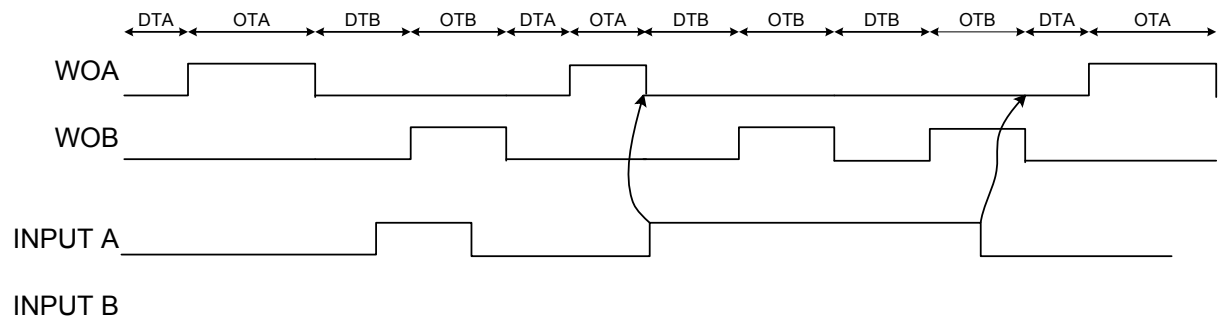 DTA OTA DTB OTB DTA OTA DTB OTB DTB OTB DTA OTA
WOA
WOB
INPUT A
INPUT B